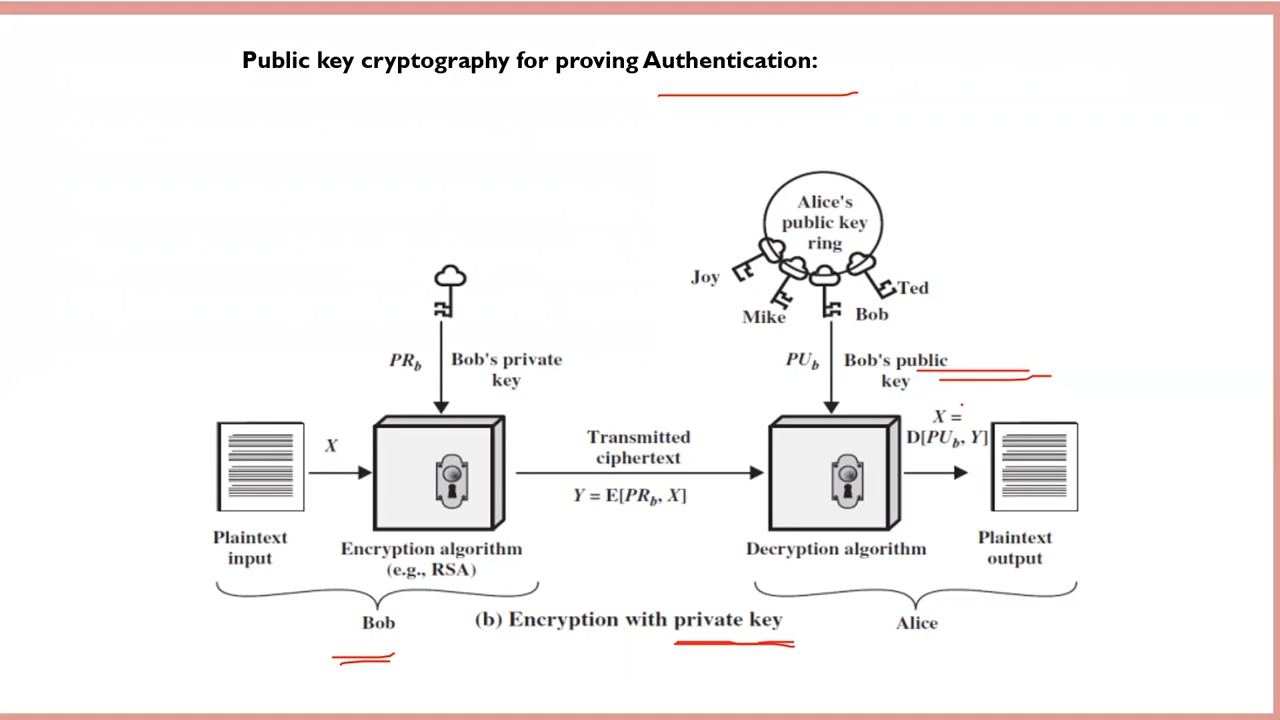 Public key cryptography for proving Authentication:
Alice's
public key
ring
Joy
Ted
Mike
Bob
PRb
Bob's private
key
PUb
Bob's public
key
X
Transmitted
ciphertext
Y = E[PRb, X]
X =
D[PUb, Y]
Plaintext
input
Encryption algorithm
(e.g., RSA)
Decryption algorithm
Plaintext
output
Bob
(b) Encryption with private key
Alice